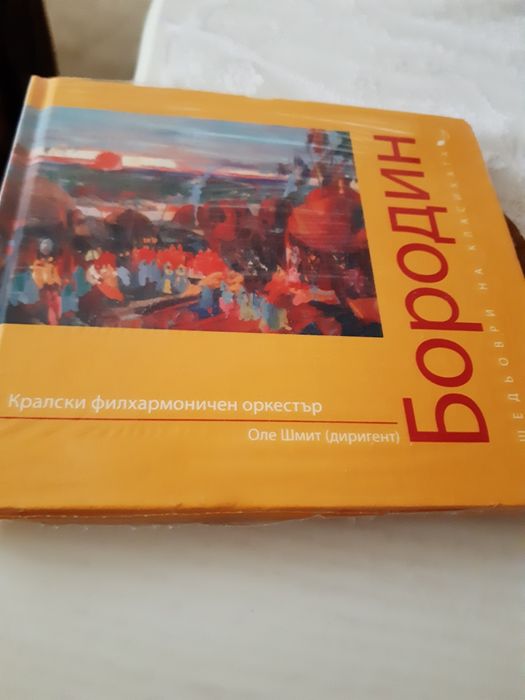 Бородин
ШЕДЬОВРИ НА КЛАСИКАТА
Кралски филхармоничен оркестър
Оле Шмит (диригент)